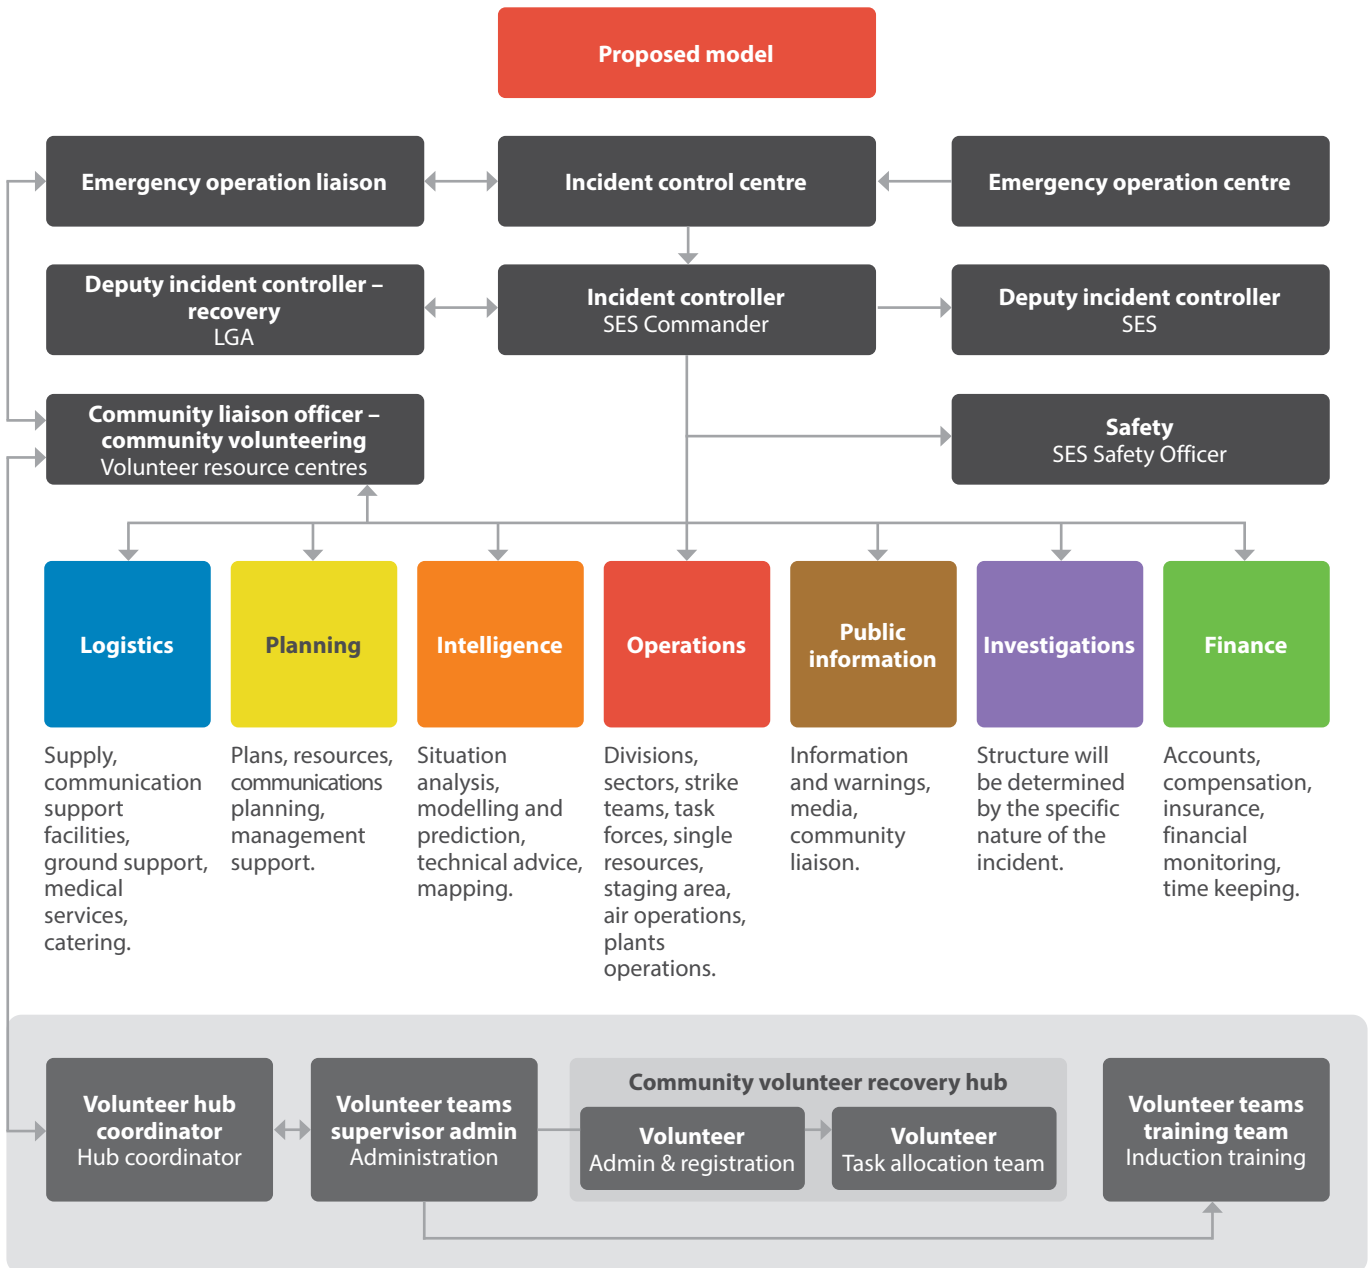 Proposed model
Emergency operation liaison
Incident control centre
Emergency operation centre
Deputy incident controller –
recovery
LGA
Incident controller
SES Commander
Deputy incident controller
SES
Community liaison officer –
community volunteering
Volunteer resource centres
Safety
SES Safety Officer
Logistics
Planning
Intelligence
Operations
Public
information
Investigations
Finance
Supply,
communication
support
facilities,
ground support,
medical
services,
catering.
Plans, resources,
communications
planning,
management
support.
Situation
analysis,
modelling and
prediction,
technical advice,
mapping.
Divisions,
sectors, strike
teams, task
forces, single
resources,
staging area,
air operations,
plants
operations.
Information
and warnings,
media,
community
liaison.
Structure will
be determined
by the specific
nature of the
incident.
Accounts,
compensation,
insurance,
financial
monitoring,
time keeping.
Volunteer hub
coordinator
Hub coordinator
Volunteer teams
supervisor admin
Administration
Community volunteer recovery hub
Volunteer
Admin & registration
Volunteer
Task allocation team
Volunteer teams
training team
Induction training